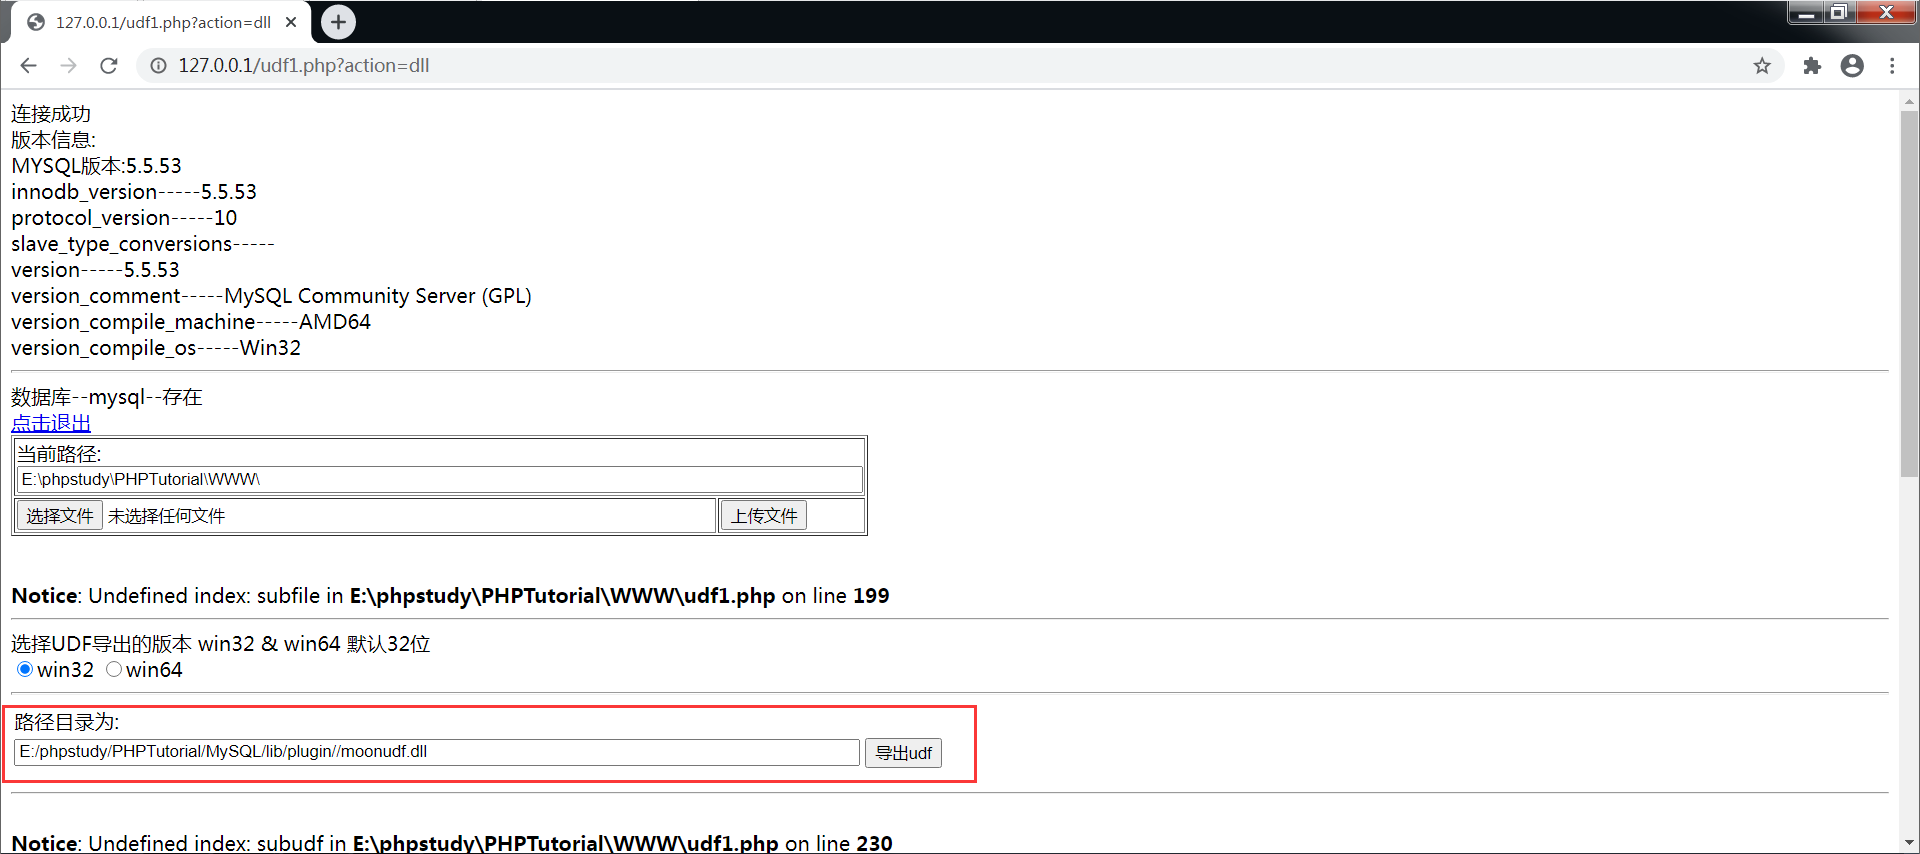 127.0.0.1/udf1.php?action=dll
127.0.0.1/udf1.php?action=dll
连接成功
版本信息:
MYSQL版本:5.5.53
innodb_version-----5.5.53
protocol_version-----10
slave_type_conversions-----
version-----5.5.53
version_comment-----MySQL Community Server (GPL)
version_compile_machine-----AMD64
version_compile_os-----Win32
数据库--mysql--存在
点击退出
当前路径:
E:\phpstudy\PHPTutorial\WWW\
选择文件 未选择任何文件 上传文件
Notice: Undefined index: subfile in E:\phpstudy\PHPTutorial\WWW\udf1.php on line 199
选择UDF导出的版本 win32 & win64 默认32位
win32 win64
路径目录为:
E:/phpstudy/PHPTutorial/MySQL/lib/plugin//moonudf.dll 导出udf
Notice: Undefined index: subudf in E:\phpstudy\PHPTutorial\WWW\udf1.php on line 230